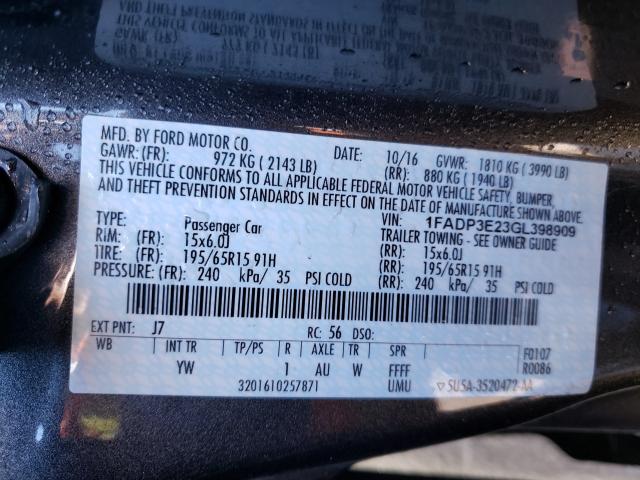 MFD. BY FORD MOTOR CO.
DATE: 10/16 GVWR: 1810 KG ( 3990 LB)
GAWR: (FR): 972 KG ( 2143 LB) (RR): 880 KG ( 1940 LB)
THIS VEHICLE CONFORMS TO ALL APPLICABLE FEDERAL MOTOR VEHICLE SAFETY, BUMPER,
AND THEFT PREVENTION STANDARDS IN EFFECT ON THE DATE OF MANUFACTURE SHOWN ABOVE.
VIN: 1FADP3E23GL398909
TYPE: Passenger Car TRAILER TOWING - SEE OWNER GUIDE
RIM: (FR): 15x6.0J (RR): 15x6.0J
TIRE: (FR): 195/65R15 91H (RR): 195/65R15 91H
PRESSURE: (FR): 240 kPa/ 35 PSI COLD (RR): 240 kPa/ 35 PSI COLD
EXT PNT: J7 RC: 56 DSO:
WB INT TR TP/PS R AXLE TR SPR F0107
YW 1 AU W FFFF R0086
3201610257871 UMU ▽ 5U5A-3520472-AA